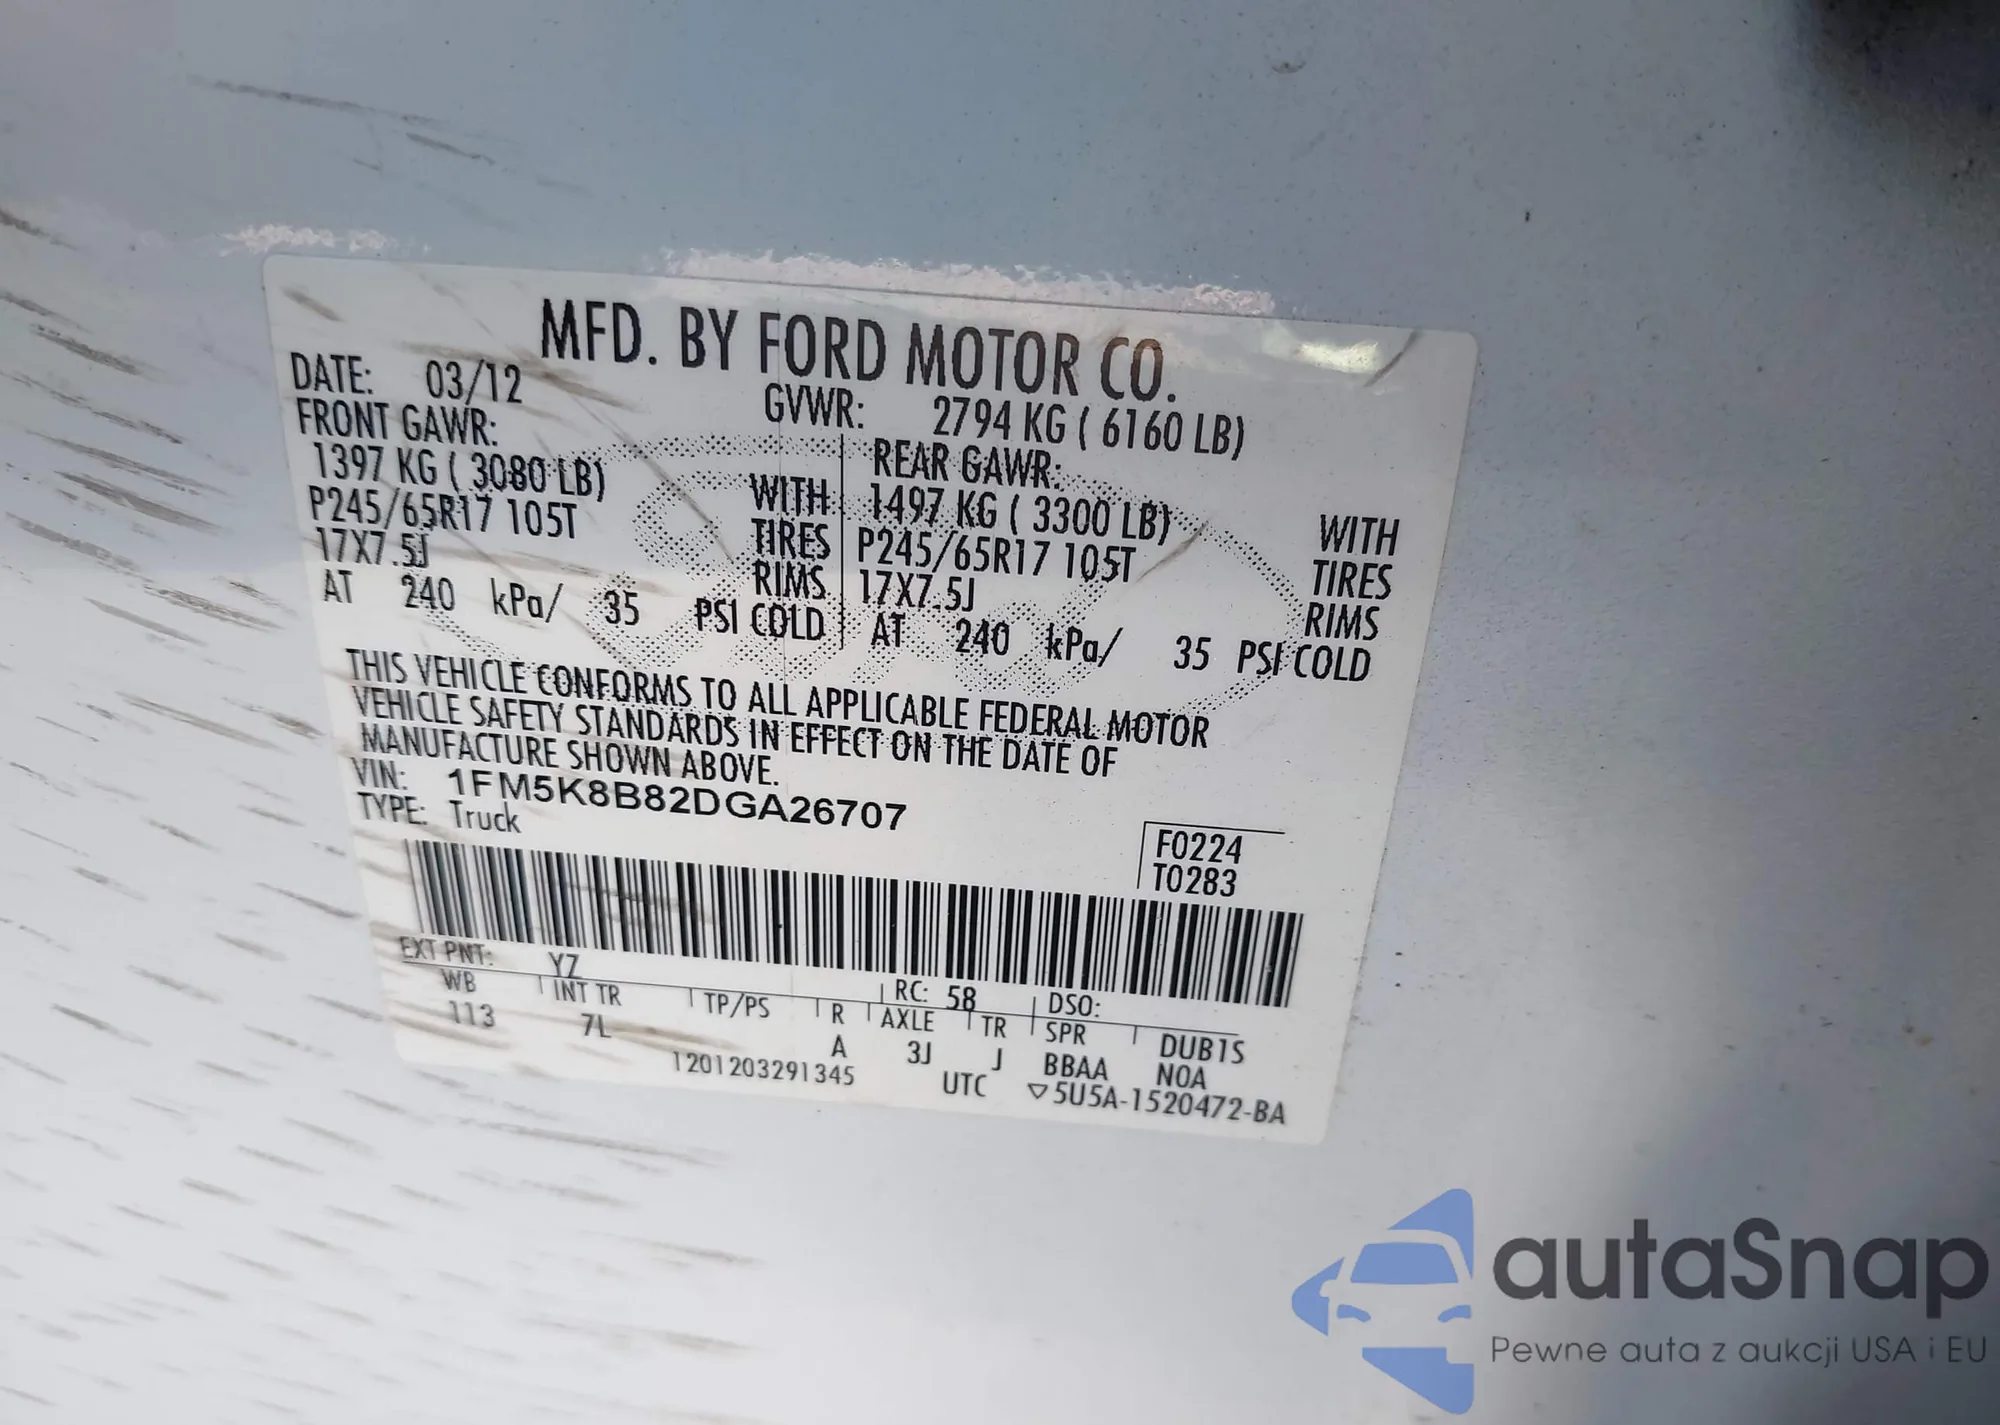 MFD. BY FORD MOTOR CO.
DATE: 03/12 GVWR: 2794 KG ( 6160 LB)
FRONT GAWR: REAR GAWR:
1397 KG ( 3080 LB) WITH 1497 KG ( 3300 LB) WITH
P245/65R17 105T TIRES P245/65R17 105T TIRES
17X7.5J RIMS 17X7.5J RIMS
AT 240 kPa/ 35 PSI COLD AT 240 kPa/ 35 PSI COLD
THIS VEHICLE CONFORMS TO ALL APPLICABLE FEDERAL MOTOR
VEHICLE SAFETY STANDARDS IN EFFECT ON THE DATE OF
MANUFACTURE SHOWN ABOVE.
VIN: 1FM5K8B82DGA26707
TYPE: Truck
F0224
T0283
EXT PNT: YZ RC: 58 DSO:
WB INT TR TP/PS R AXLE TR SPR DUB1S
113 7L A 3J J BBAA N0A
1201203291345 UTC ▽5U5A-1520472-BA
autaSnap
Pewne auta z aukcji USA i EU